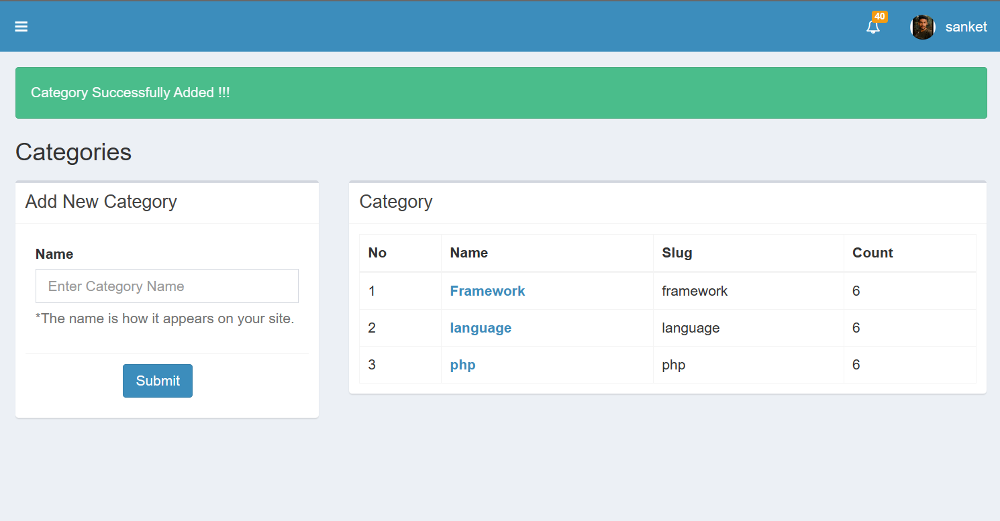 40
sanket
Category Successfully Added !!!
Categories
Add New Category
Name
Enter Category Name
*The name is how it appears on your site.
Submit
Category
No Name Slug Count
1 Framework framework 6
2 language language 6
3 php php 6